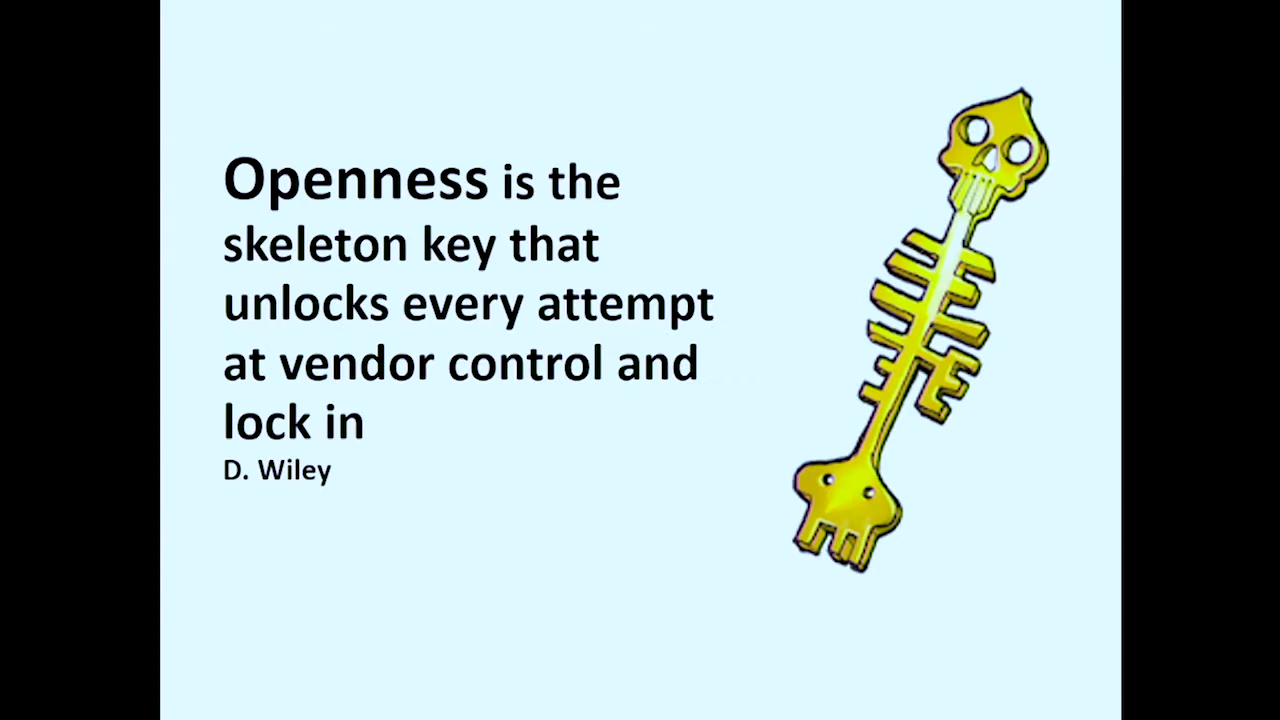 Openness is the
skeleton key that
unlocks every attempt
at vendor control and
lock in
D. Wiley